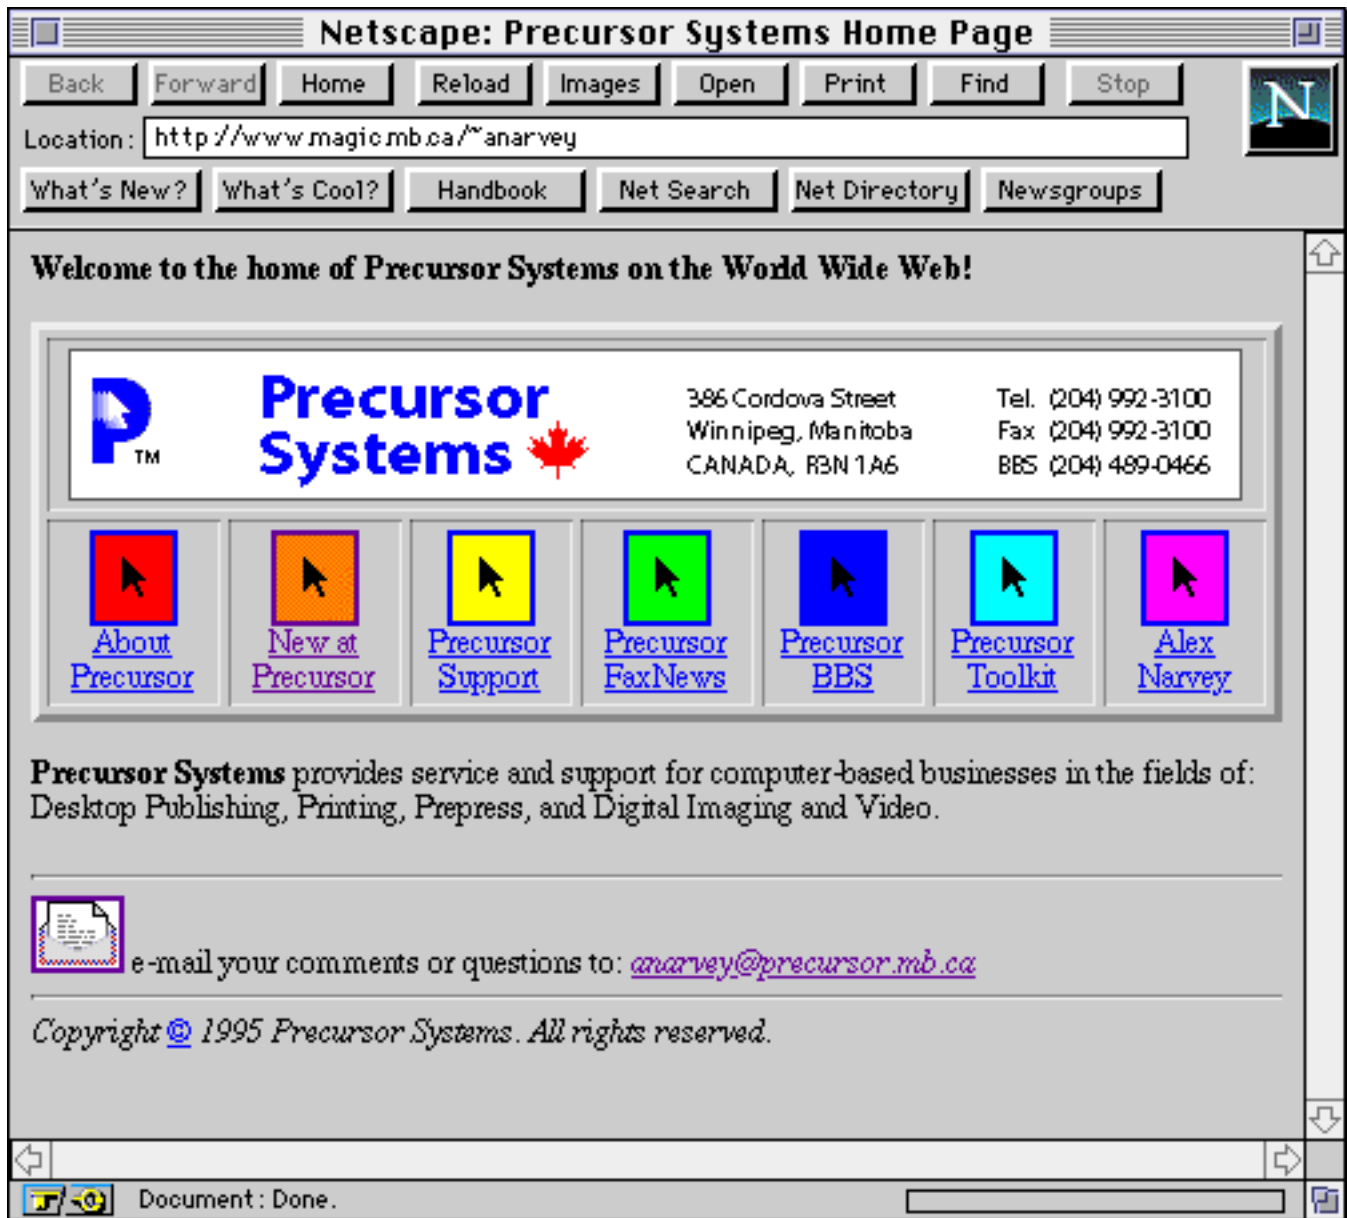 Netscape: Precursor Systems Home Page
Back Forward Home Reload Images Open Print Find Stop
N
Location: http://www.magic.mb.ca/~anarvey
What's New? What's Cool? Handbook Net Search Net Directory Newsgroups
Welcome to the home of Precursor Systems on the World Wide Web!
P TM
Precursor
Systems
386 Cordova Street
Winnipeg, Manitoba
CANADA, R3N 1A6
Tel. (204) 992-3100
Fax (204) 992-3100
BBS (204) 489-0466
About
Precursor
New at
Precursor
Precursor
Support
Precursor
FaxNews
Precursor
BBS
Precursor
Toolkit
Alex
Narvey
Precursor Systems provides service and support for computer-based businesses in the fields of:
Desktop Publishing, Printing, Prepress, and Digital Imaging and Video.
e-mail your comments or questions to: anarvey@precursor.mb.ca
Copyright © 1995 Precursor Systems. All rights reserved.
Document: Done.